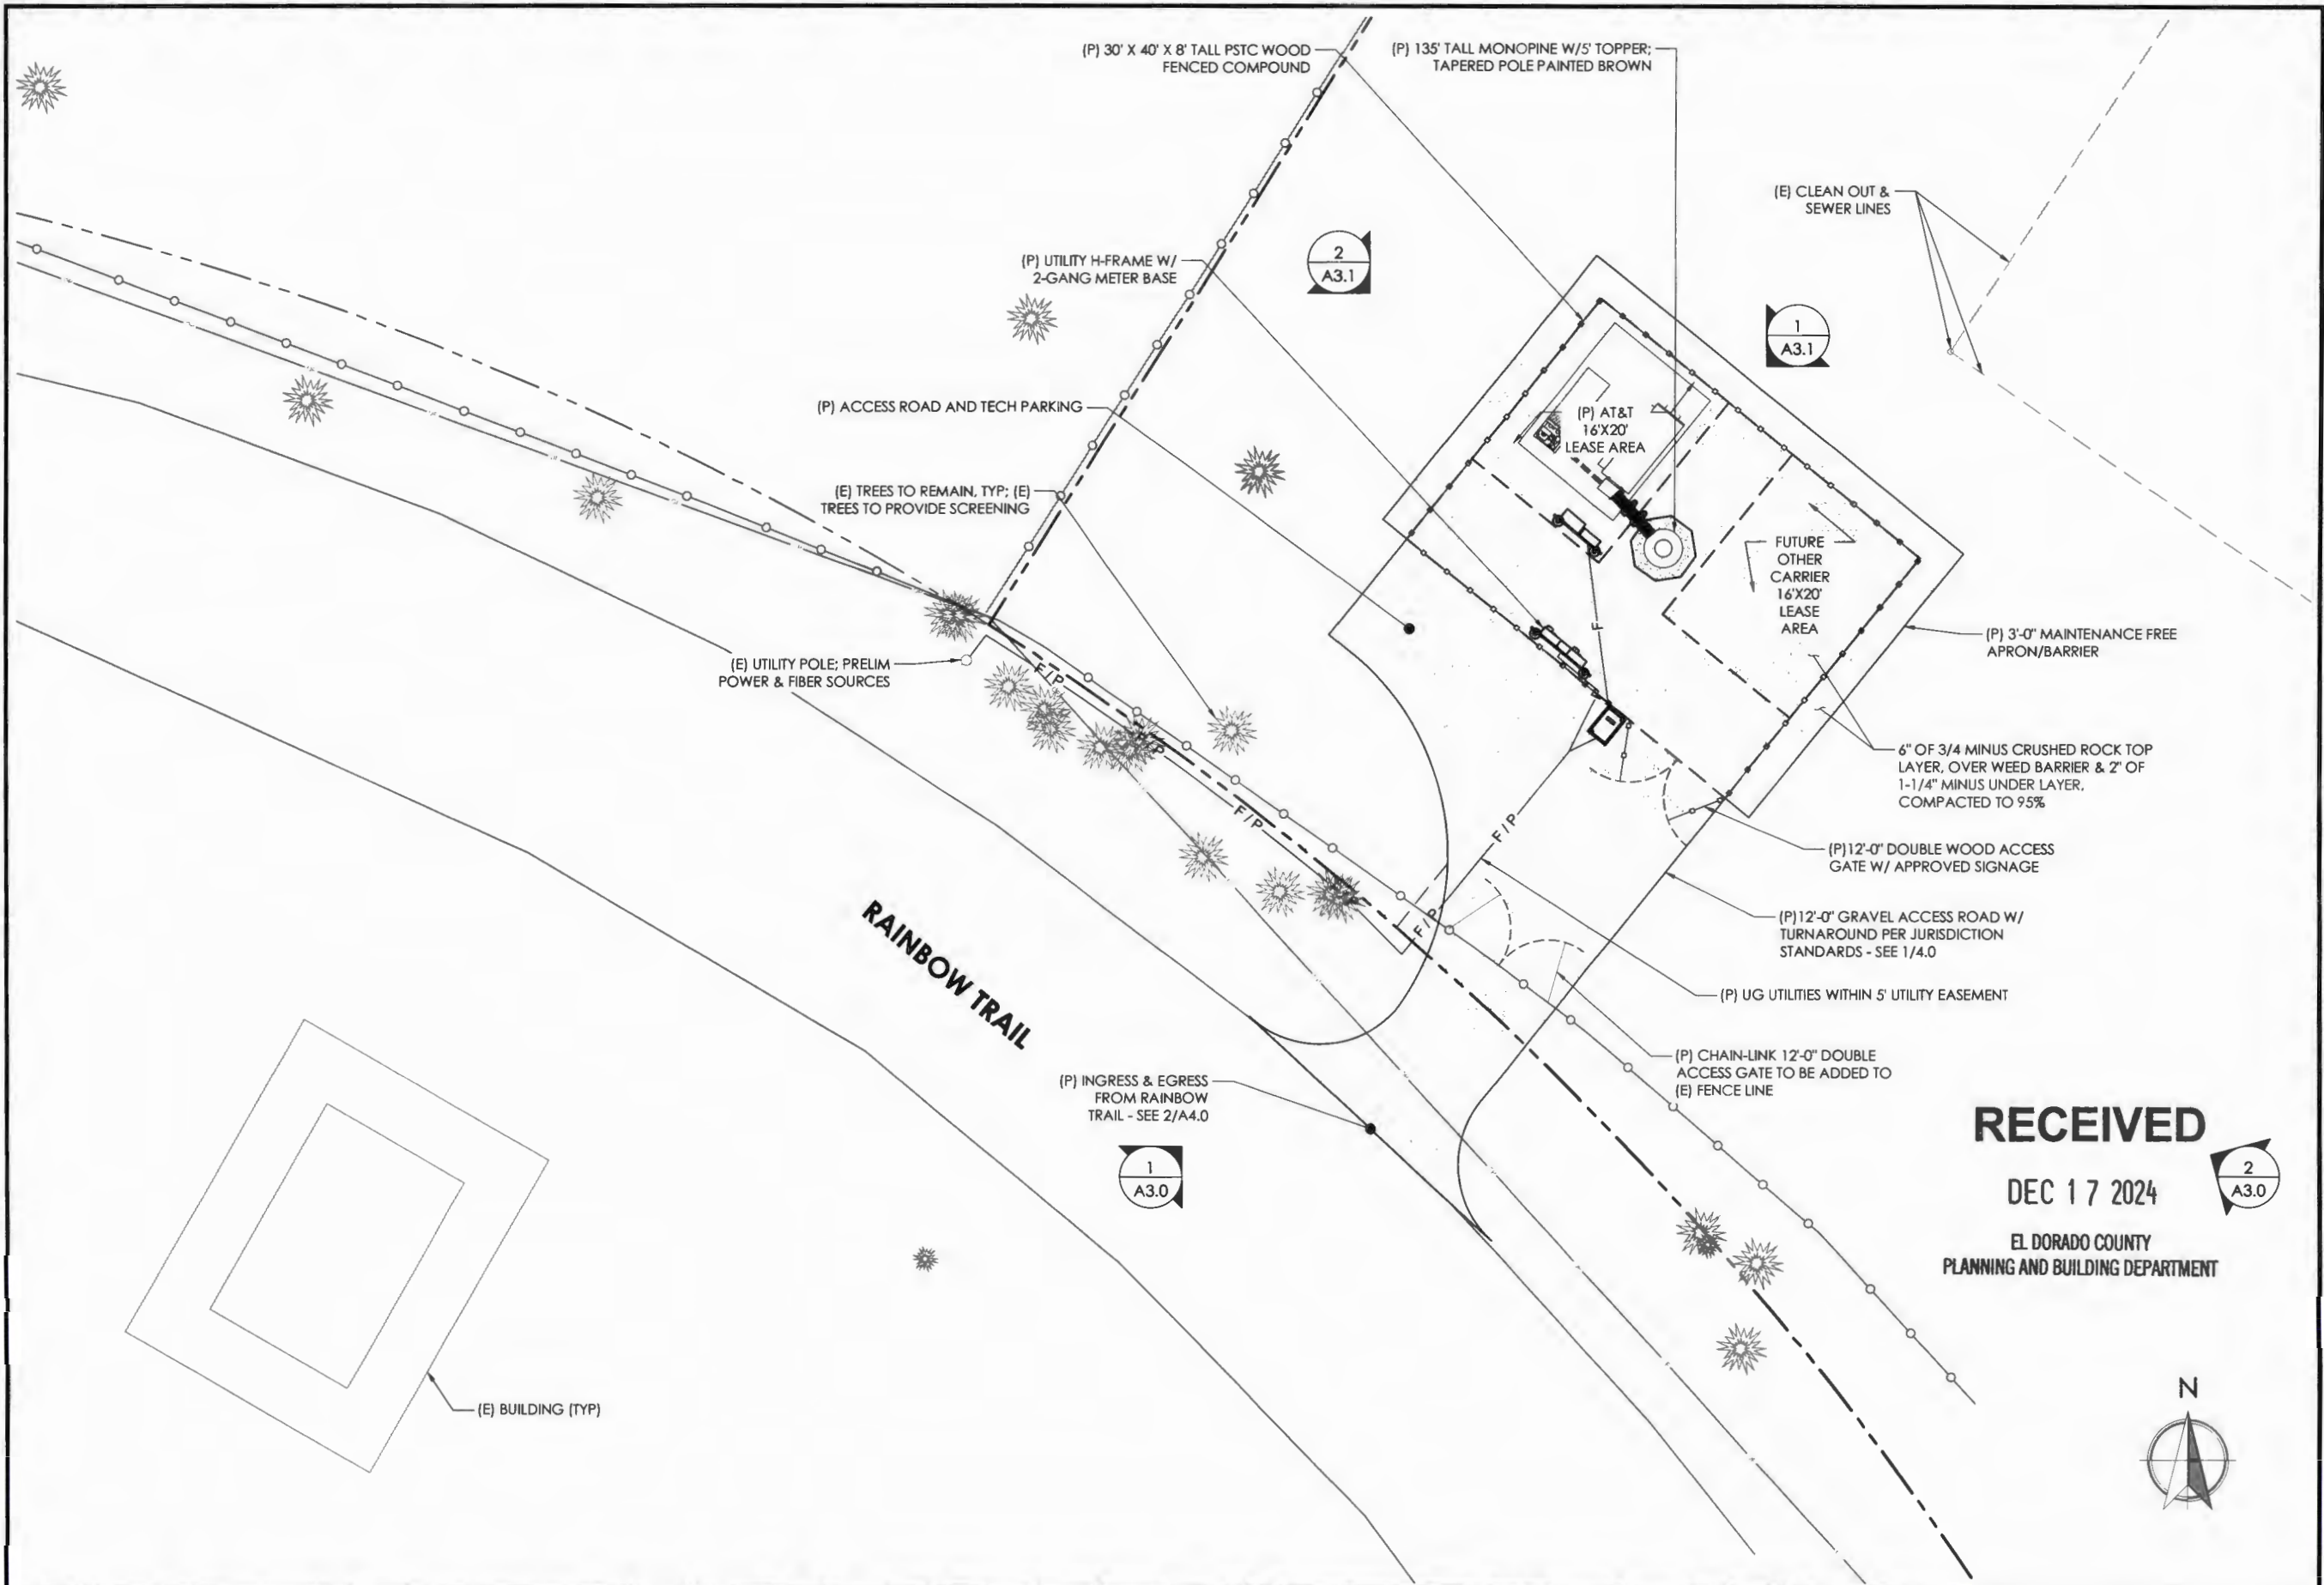 (P) 30' X 40' X 8' TALL PSTC WOOD
FENCED COMPOUND
(P) 135' TALL MONOPINE W/5' TOPPER;
TAPERED POLE PAINTED BROWN
(E) CLEAN OUT &
SEWER LINES
(P) UTILITY H-FRAME W/
2-GANG METER BASE
2
A3.1
1
A3.1
(P) ACCESS ROAD AND TECH PARKING
(P) AT&T
16'X20'
LEASE AREA
(E) TREES TO REMAIN, TYP; (E)
TREES TO PROVIDE SCREENING
FUTURE
OTHER
CARRIER
16'X20'
LEASE
AREA
F
(P) 3'-0" MAINTENANCE FREE
APRON/BARRIER
(E) UTILITY POLE; PRELIM
POWER & FIBER SOURCES
F/P
F/P
6" OF 3/4 MINUS CRUSHED ROCK TOP
LAYER, OVER WEED BARRIER & 2" OF
1-1/4" MINUS UNDER LAYER,
COMPACTED TO 95%
F/P
F/P
(P)12'-0" DOUBLE WOOD ACCESS
GATE W/ APPROVED SIGNAGE
F/P
(P)12'-0" GRAVEL ACCESS ROAD W/
TURNAROUND PER JURISDICTION
STANDARDS - SEE 1/4.0
RAINBOW TRAIL
(P) UG UTILITIES WITHIN 5' UTILITY EASEMENT
(P) CHAIN-LINK 12'-0" DOUBLE
ACCESS GATE TO BE ADDED TO
(E) FENCE LINE
(P) INGRESS & EGRESS
FROM RAINBOW
TRAIL - SEE 2/A4.0
1
A3.0
RECEIVED
DEC 17 2024
EL DORADO COUNTY
PLANNING AND BUILDING DEPARTMENT
2
A3.0
(E) BUILDING (TYP)
N